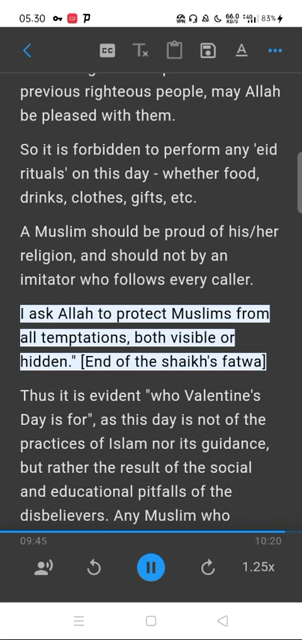 05.30
66.0 KB/S
83%
CC
previous righteous people, may Allah
be pleased with them.
So it is forbidden to perform any 'eid
rituals' on this day - whether food,
drinks, clothes, gifts, etc.
A Muslim should be proud of his/her
religion, and should not by an
imitator who follows every caller.
I ask Allah to protect Muslims from
all temptations, both visible or
hidden." [End of the shaikh's fatwa]
Thus it is evident "who Valentine's
Day is for", as this day is not of the
practices of Islam nor its guidance,
but rather the result of the social
and educational pitfalls of the
disbelievers. Any Muslim who
09:45
10:20
1.25x